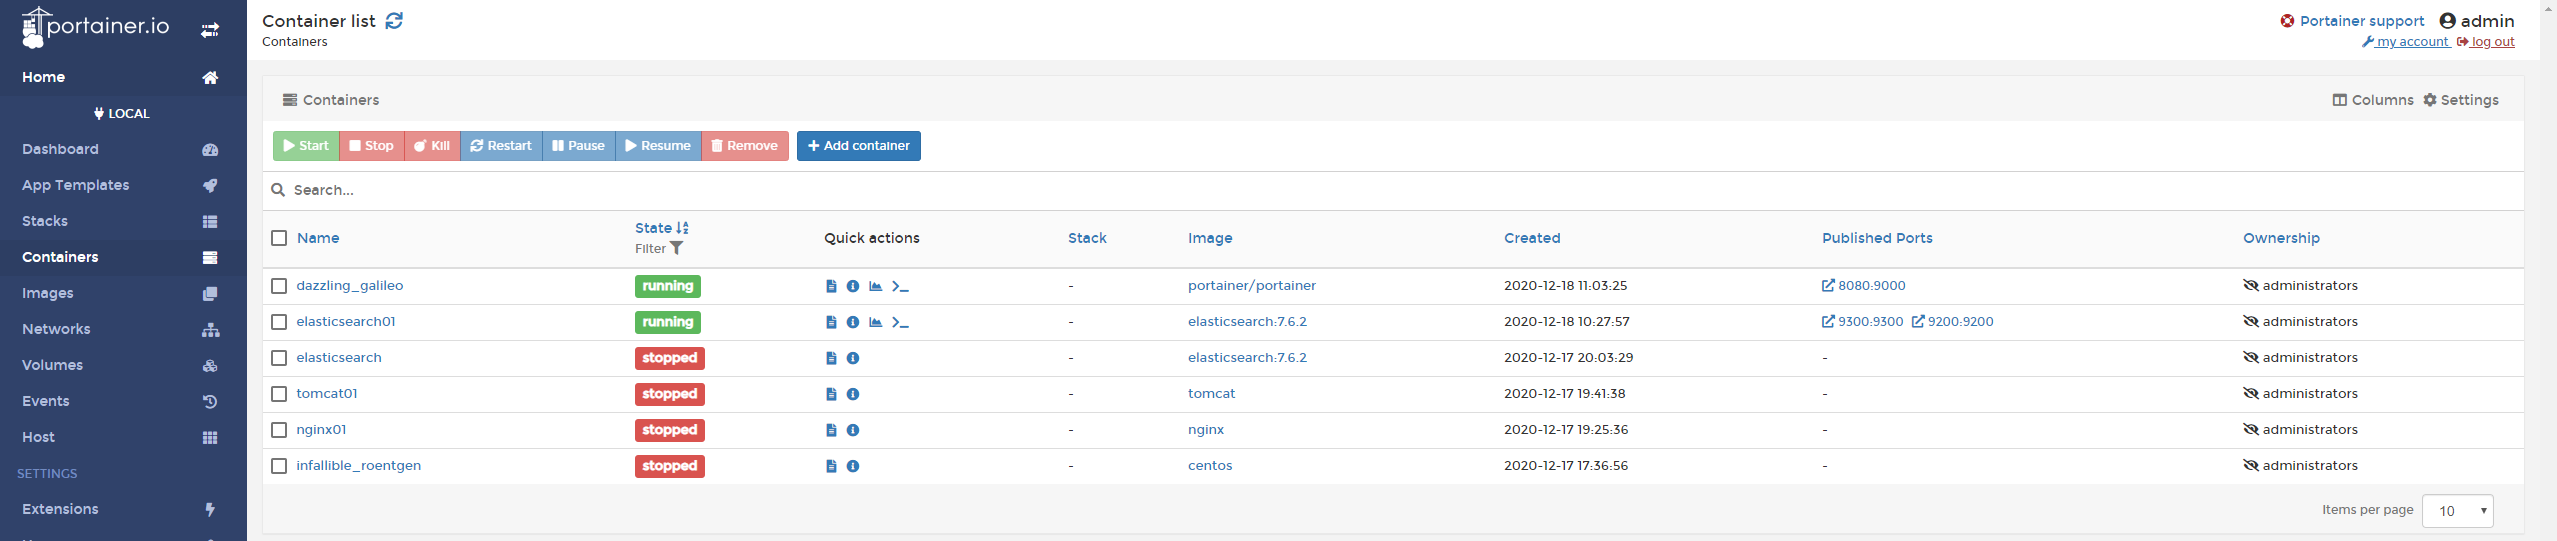 portainer.io
Home
LOCAL
Dashboard
App Templates
Stacks
Containers
Images
Networks
Volumes
Events
Host
SETTINGS
Extensions
Container list
Containers
Portainer support admin
my account log out
Containers
Columns Settings
Start Stop Kill Restart Pause Resume Remove Add container
Search...
Name State Filter Quick actions Stack Image Created Published Ports Ownership
dazzling_galileo running - portainer/portainer 2020-12-18 11:03:25 8080:9000 administrators
elasticsearch01 running - elasticsearch:7.6.2 2020-12-18 10:27:57 9300:9300 9200:9200 administrators
elasticsearch stopped - elasticsearch:7.6.2 2020-12-17 20:03:29 - administrators
tomcat01 stopped - tomcat 2020-12-17 19:41:38 - administrators
nginx01 stopped - nginx 2020-12-17 19:25:36 - administrators
infallible_roentgen stopped - centos 2020-12-17 17:36:56 - administrators
Items per page 10